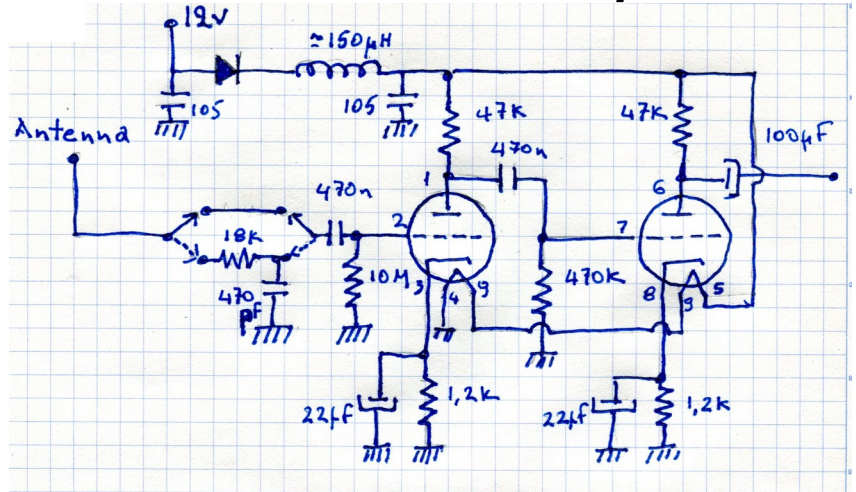 12v
≈150µH
105
105
47K
47K
100µF
Antenna
470n
1
6
470n
2
7
18K
10M
3
4
9
470K
8
9
5
470
pF
22µF
1,2K
22µF
1,2K